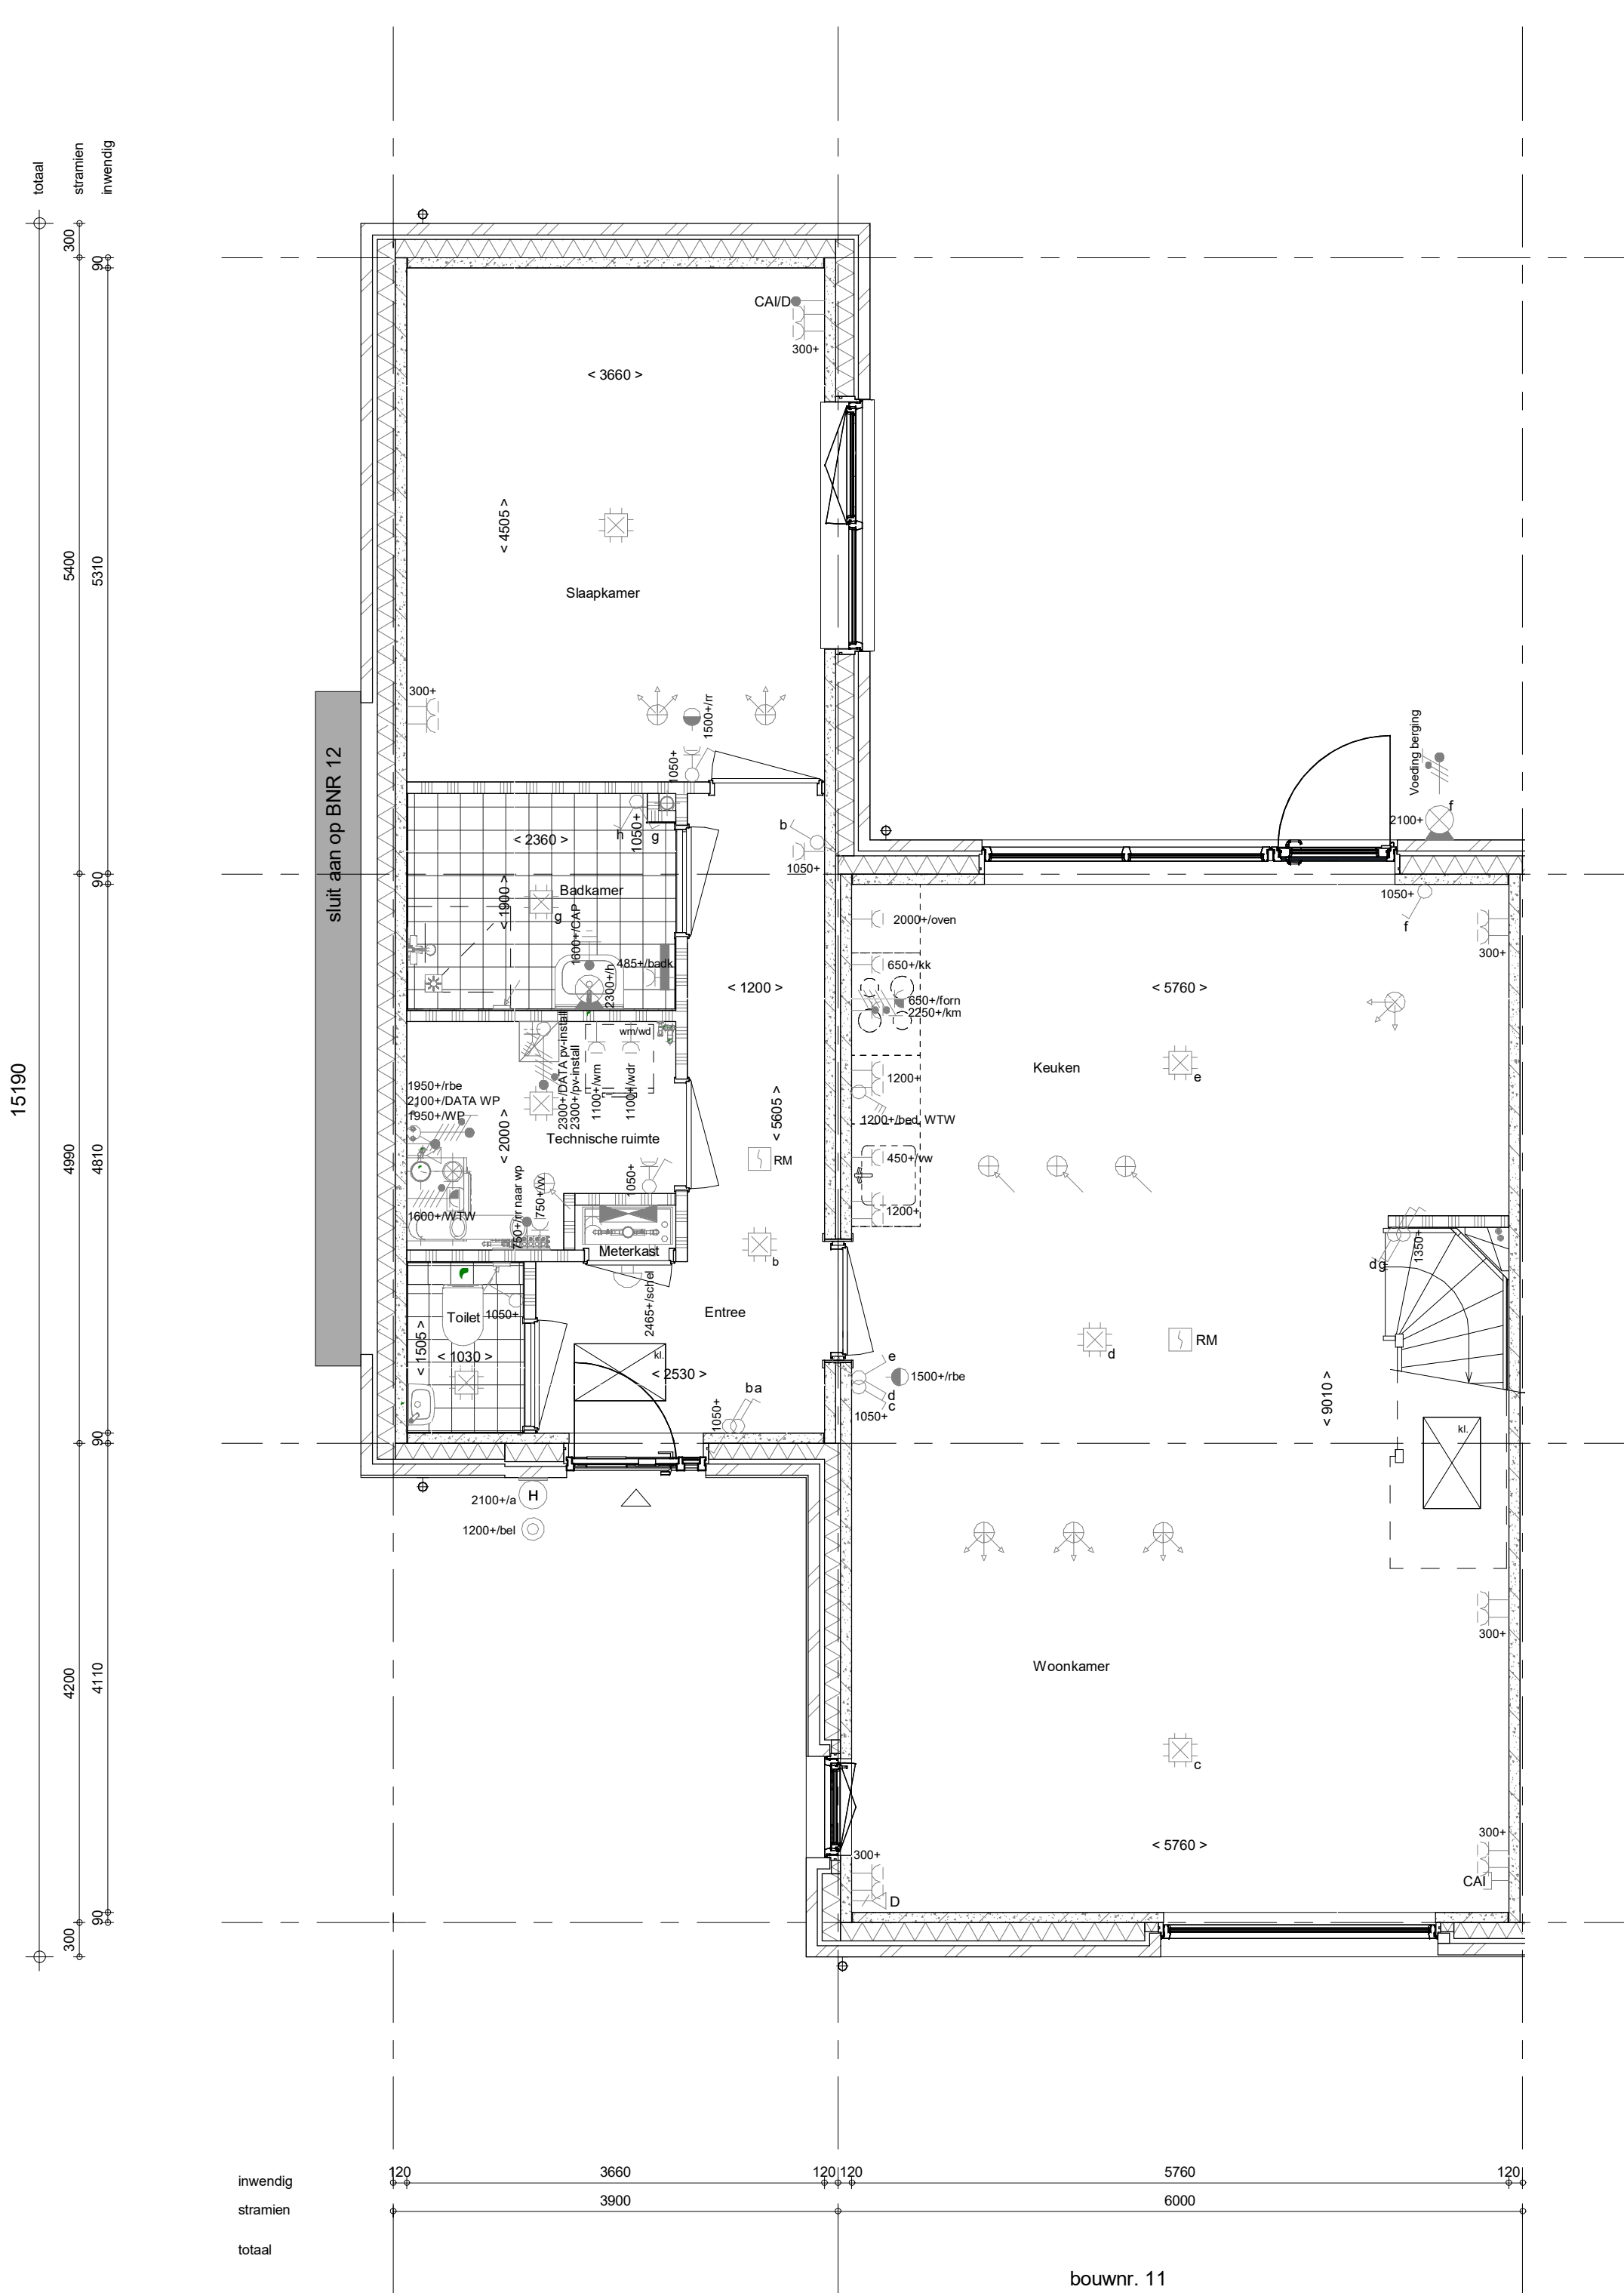 totaal
stramien
inwendig
300
90
5400
5310
90
15190
4990
4810
90
4200
4110
90
300
sluit aan op BNR 12
CAI/D
300+
< 3660 >
< 4505 >
Slaapkamer
300+
1500+/rr
1050+
Voeding berging
f
2100+
b
1050+
h
g
1050+
< 2360 >
Badkamer
< 1900 >
g
1600+/CAP
485+/badk
2300+/h
< 1200 >
2000+/oven
650+/kk
650+/forn
2250+/km
< 5760 >
1050+
f
300+
Keuken
e
1200+
1200+/bed. WTW
450+/vw
1200+
wm/wd
2300+/DATA pv-install
2300+/pv-install
1100+/wm
1100+/wdr
1950+/rbe
2100+/DATA WP
1950+/WP
< 2000 >
Technische ruimte
< 5605 >
RM
1050+
750+/rr naar wp
750+/w
1600+/WTW
Meterkast
b
2465+/schel
Entree
Toilet
1050+
< 1505 >
< 1030 >
kl.
< 2530 >
ba
1050+
e
d
c
1050+
1500+/rbe
d
RM
dg
1350+
< 9010 >
kl.
2100+/a
H
1200+/bel
300+
Woonkamer
c
< 5760 >
300+
D
300+
CAI
inwendig
120
3660
120
120
5760
120
stramien
3900
6000
totaal
bouwnr. 11